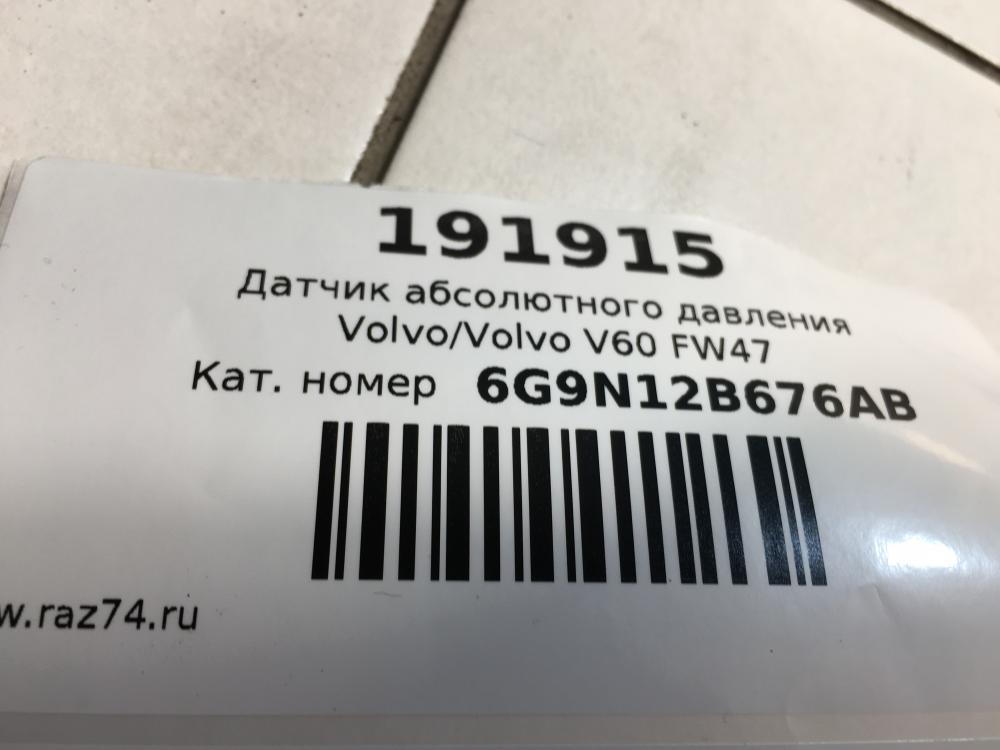 191915
Датчик абсолютного давления
Volvo/Volvo V60 FW47
Кат. номер 6G9N12B676AB
w.raz74.ru